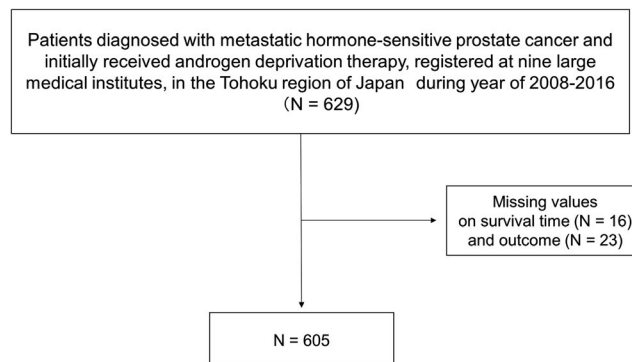 Patients diagnosed with metastatic hormone-sensitive prostate cancer and
initially received androgen deprivation therapy, registered at nine large
medical institutes, in the Tohoku region of Japan during year of 2008-2016
(N = 629)
Missing values
on survival time (N = 16)
and outcome (N = 23)
N = 605